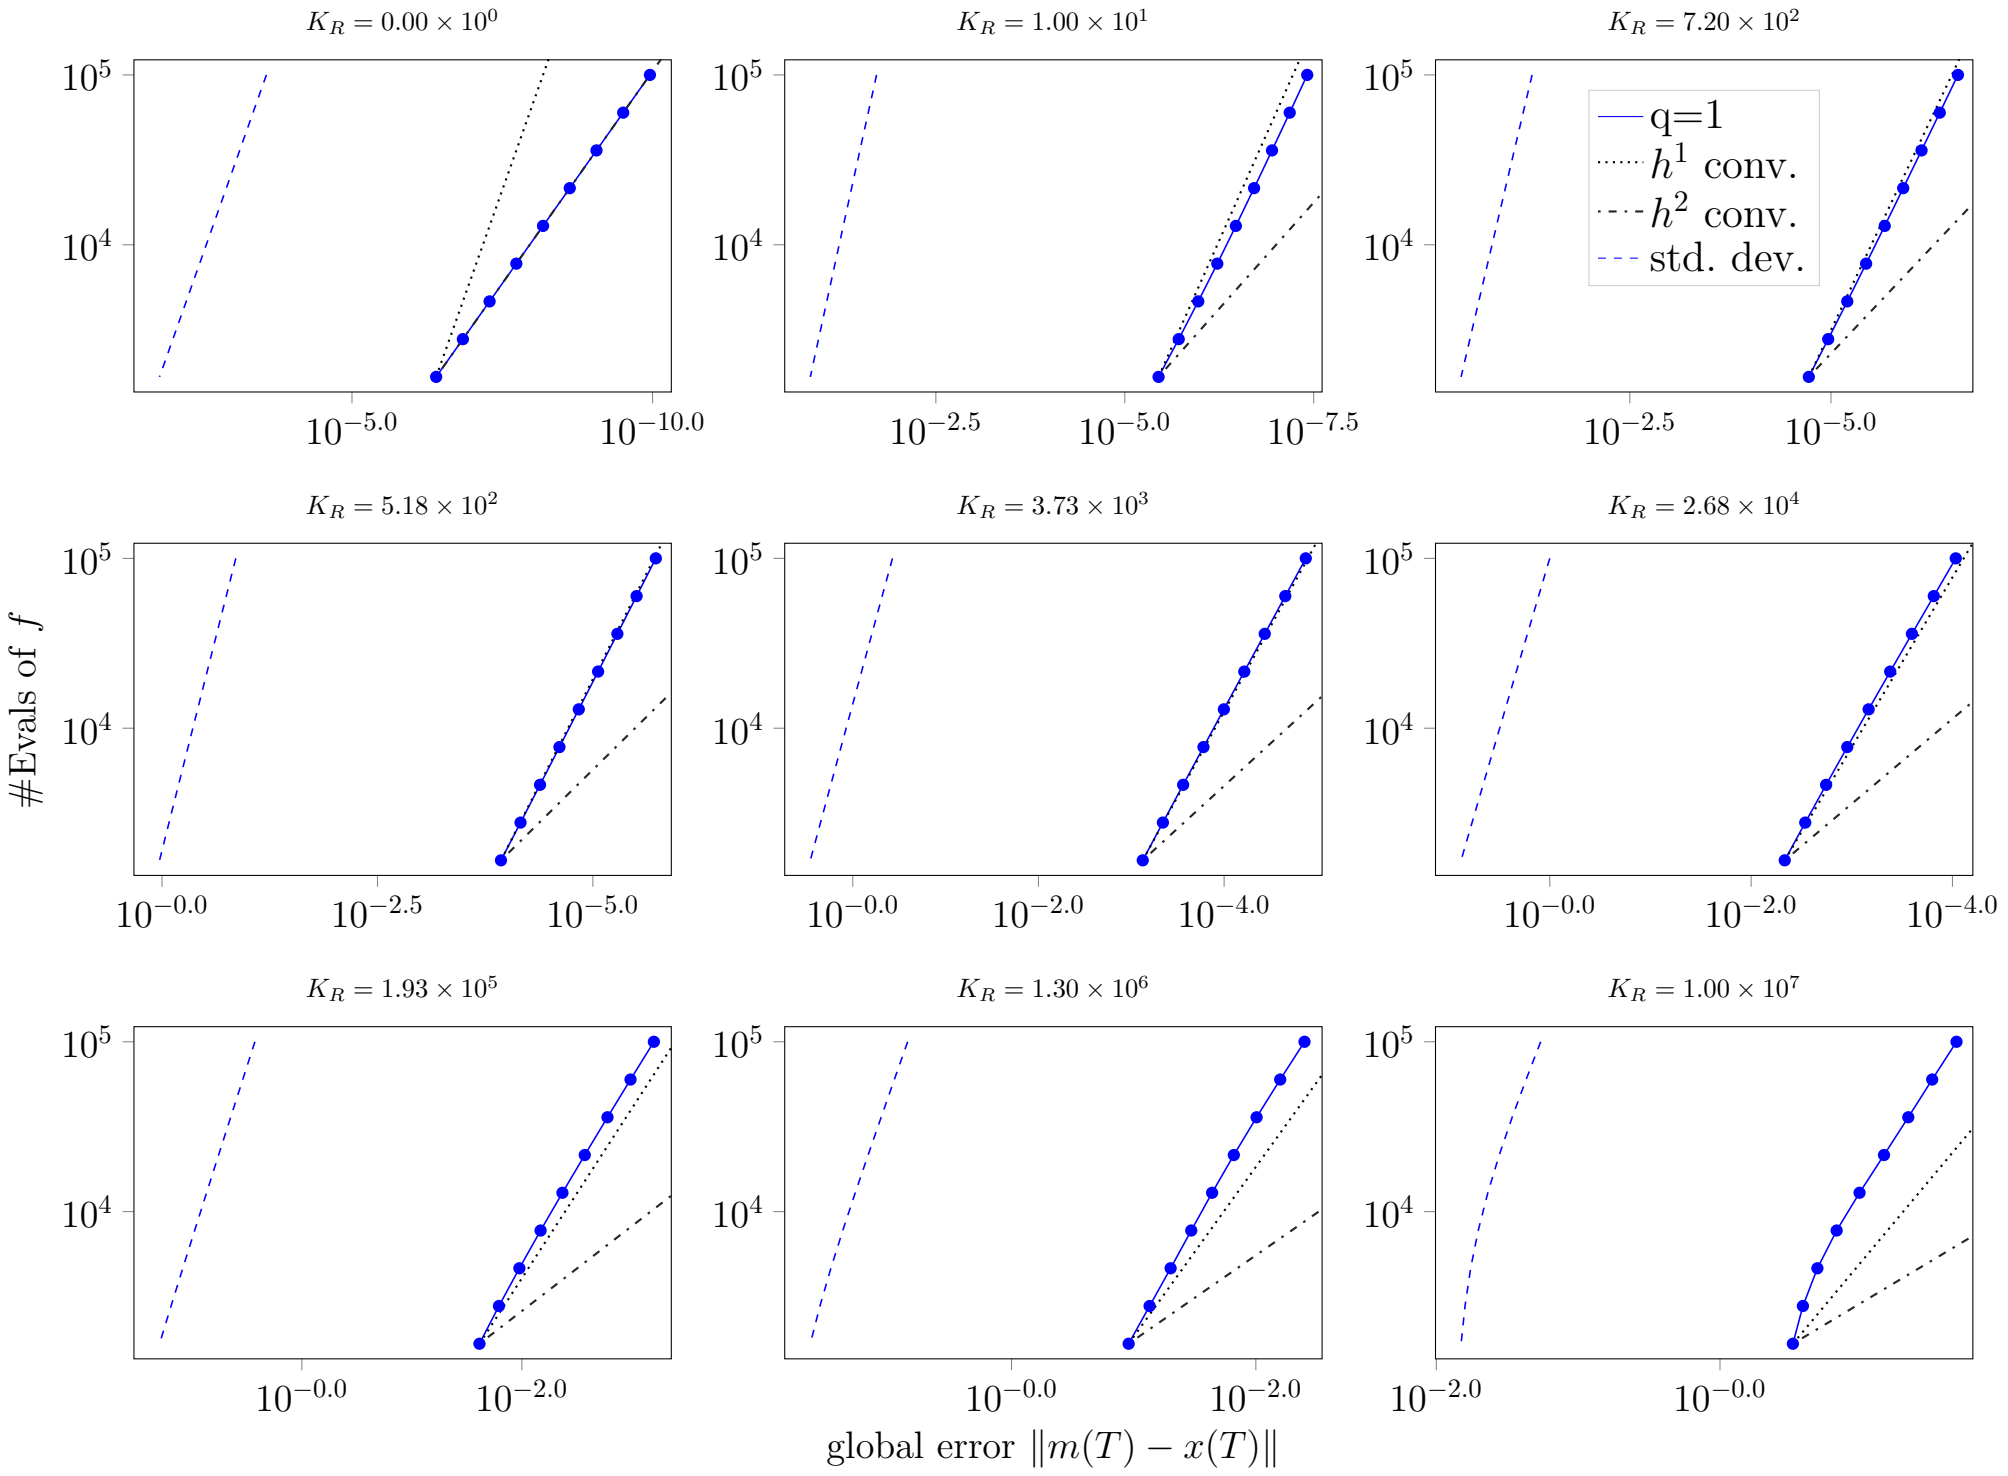 K_R = 0.00 × 10^0
K_R = 1.00 × 10^1
K_R = 7.20 × 10^2
10^5
10^4
10^−5.0
10^−10.0
10^5
10^4
10^−2.5
10^−5.0
10^−7.5
10^5
10^4
10^−2.5
10^−5.0
q=1
h^1 conv.
h^2 conv.
std. dev.
K_R = 5.18 × 10^2
K_R = 3.73 × 10^3
K_R = 2.68 × 10^4
#Evals of f
10^5
10^4
10^−0.0
10^−2.5
10^−5.0
10^5
10^4
10^−0.0
10^−2.0
10^−4.0
10^5
10^4
10^−0.0
10^−2.0
10^−4.0
K_R = 1.93 × 10^5
K_R = 1.30 × 10^6
K_R = 1.00 × 10^7
10^5
10^4
10^−0.0
10^−2.0
10^5
10^4
10^−0.0
10^−2.0
10^5
10^4
10^−2.0
10^−0.0
global error ‖m(T) − x(T)‖